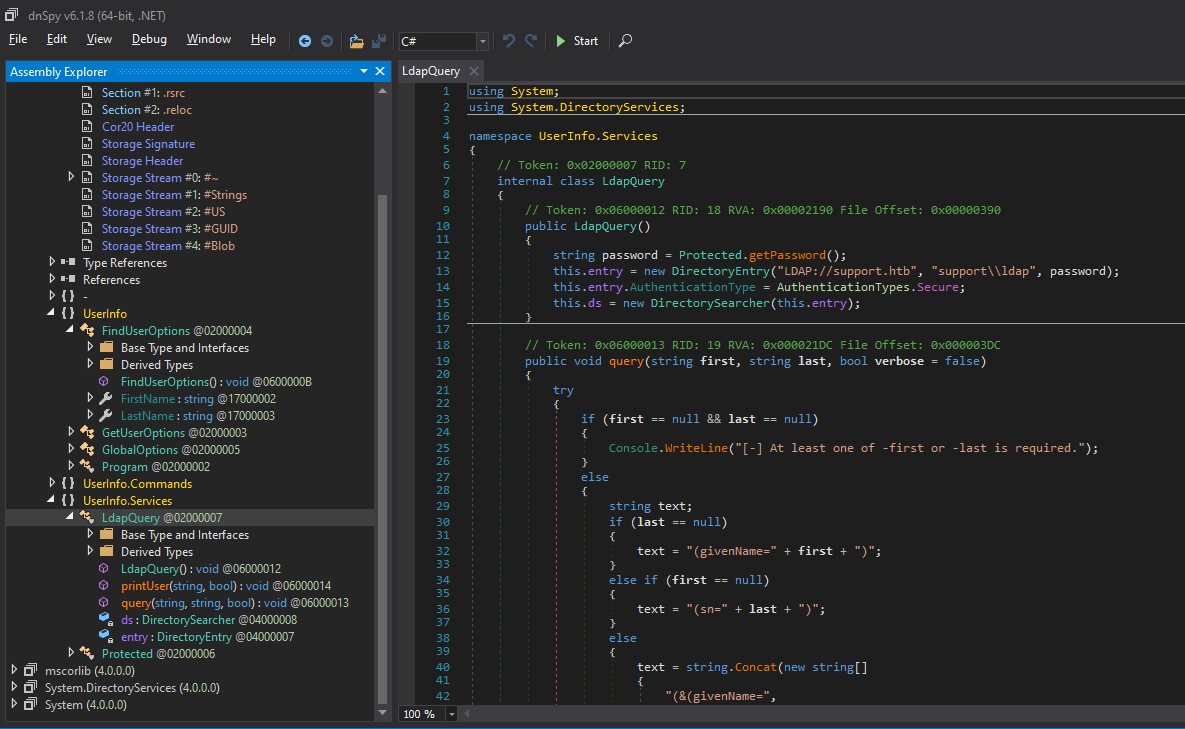 dnSpy v6.1.8 (64-bit, .NET)
File Edit View Debug Window Help C# Start
Assembly Explorer
Section #1: .rsrc
Section #2: .reloc
Cor20 Header
Storage Signature
Storage Header
Storage Stream #0: #~
Storage Stream #1: #Strings
Storage Stream #2: #US
Storage Stream #3: #GUID
Storage Stream #4: #Blob
Type References
References
{ } -
{ } UserInfo
FindUserOptions @02000004
Base Type and Interfaces
Derived Types
FindUserOptions() : void @0600000B
FirstName : string @17000002
LastName : string @17000003
GetUserOptions @02000003
GlobalOptions @02000005
Program @02000002
{ } UserInfo.Commands
{ } UserInfo.Services
LdapQuery @02000007
Base Type and Interfaces
Derived Types
LdapQuery() : void @06000012
printUser(string, bool) : void @06000014
query(string, string, bool) : void @06000013
ds : DirectorySearcher @04000008
entry : DirectoryEntry @04000007
Protected @02000006
mscorlib (4.0.0.0)
System.DirectoryServices (4.0.0.0)
System (4.0.0.0)
LdapQuery
1 using System;
2 using System.DirectoryServices;
3
4 namespace UserInfo.Services
5 {
6 // Token: 0x02000007 RID: 7
7 internal class LdapQuery
8 {
9 // Token: 0x06000012 RID: 18 RVA: 0x00002190 File Offset: 0x00000390
10 public LdapQuery()
11 {
12 string password = Protected.getPassword();
13 this.entry = new DirectoryEntry("LDAP://support.htb", "support\\ldap", password);
14 this.entry.AuthenticationType = AuthenticationTypes.Secure;
15 this.ds = new DirectorySearcher(this.entry);
16 }
17
18 // Token: 0x06000013 RID: 19 RVA: 0x000021DC File Offset: 0x000003DC
19 public void query(string first, string last, bool verbose = false)
20 {
21 try
22 {
23 if (first == null && last == null)
24 {
25 Console.WriteLine("[-] At least one of -first or -last is required.");
26 }
27 else
28 {
29 string text;
30 if (last == null)
31 {
32 text = "(givenName=" + first + ")";
33 }
34 else if (first == null)
35 {
36 text = "(sn=" + last + ")";
37 }
38 else
39 {
40 text = string.Concat(new string[]
41 {
42 "(&(givenName=",
100 %